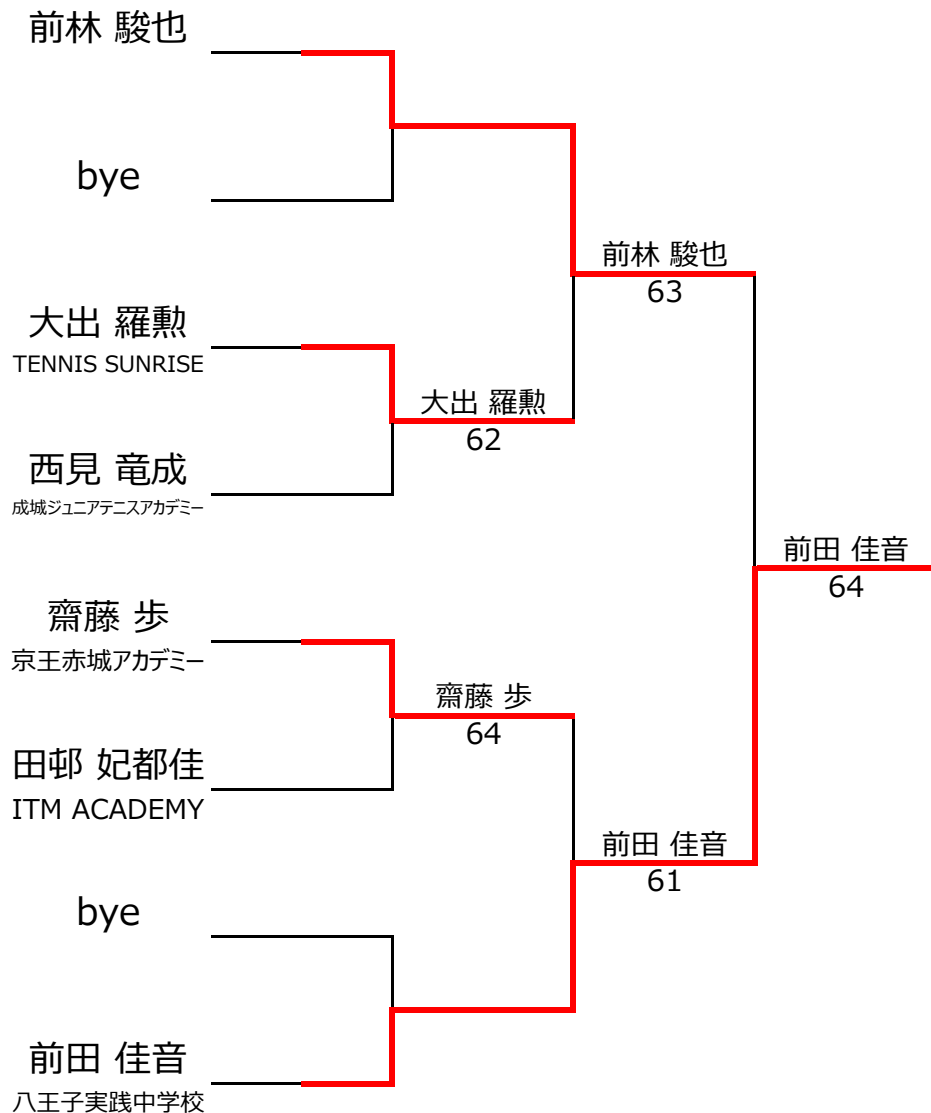 前林 駿也
bye
大出 羅勲
TENNIS SUNRISE
西見 竜成
成城ジュニアテニスアカデミー
齋藤 歩
京王赤城アカデミー
田邨 妃都佳
ITM ACADEMY
bye
前田 佳音
八王子実践中学校
大出 羅勲
62
齋藤 歩
64
前林 駿也
63
前田 佳音
61
前田 佳音
64